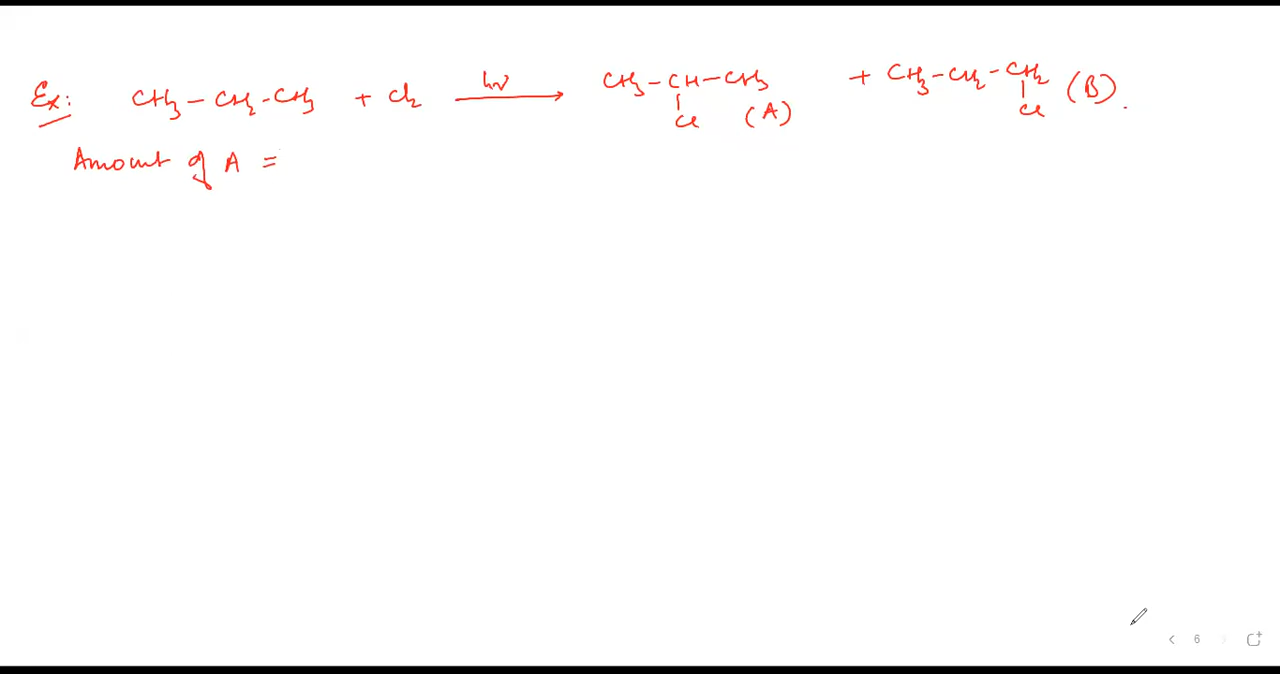 Ex: CH3-CH2-CH3 + Cl2 hν CH3-CH-CH3 + CH3-CH2-CH2 (B).
Cl (A) Cl
Amount of A =
6